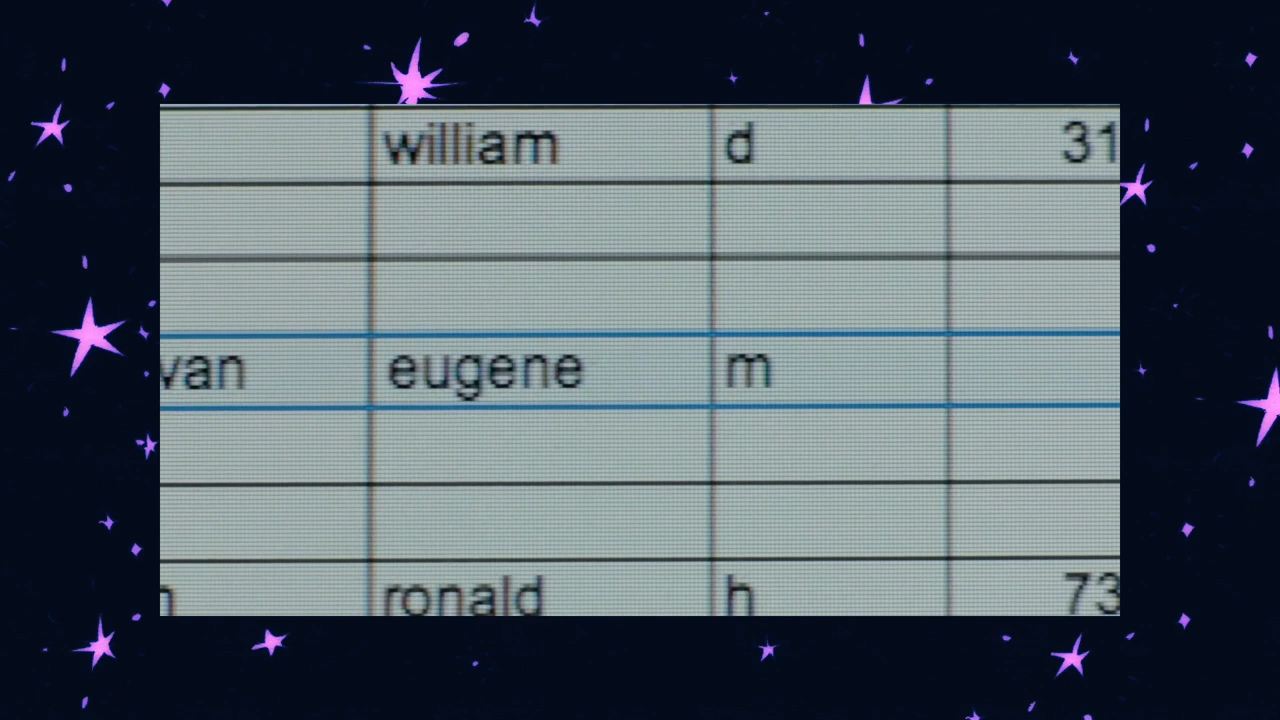 william d 31
van eugene m
ronald h 73